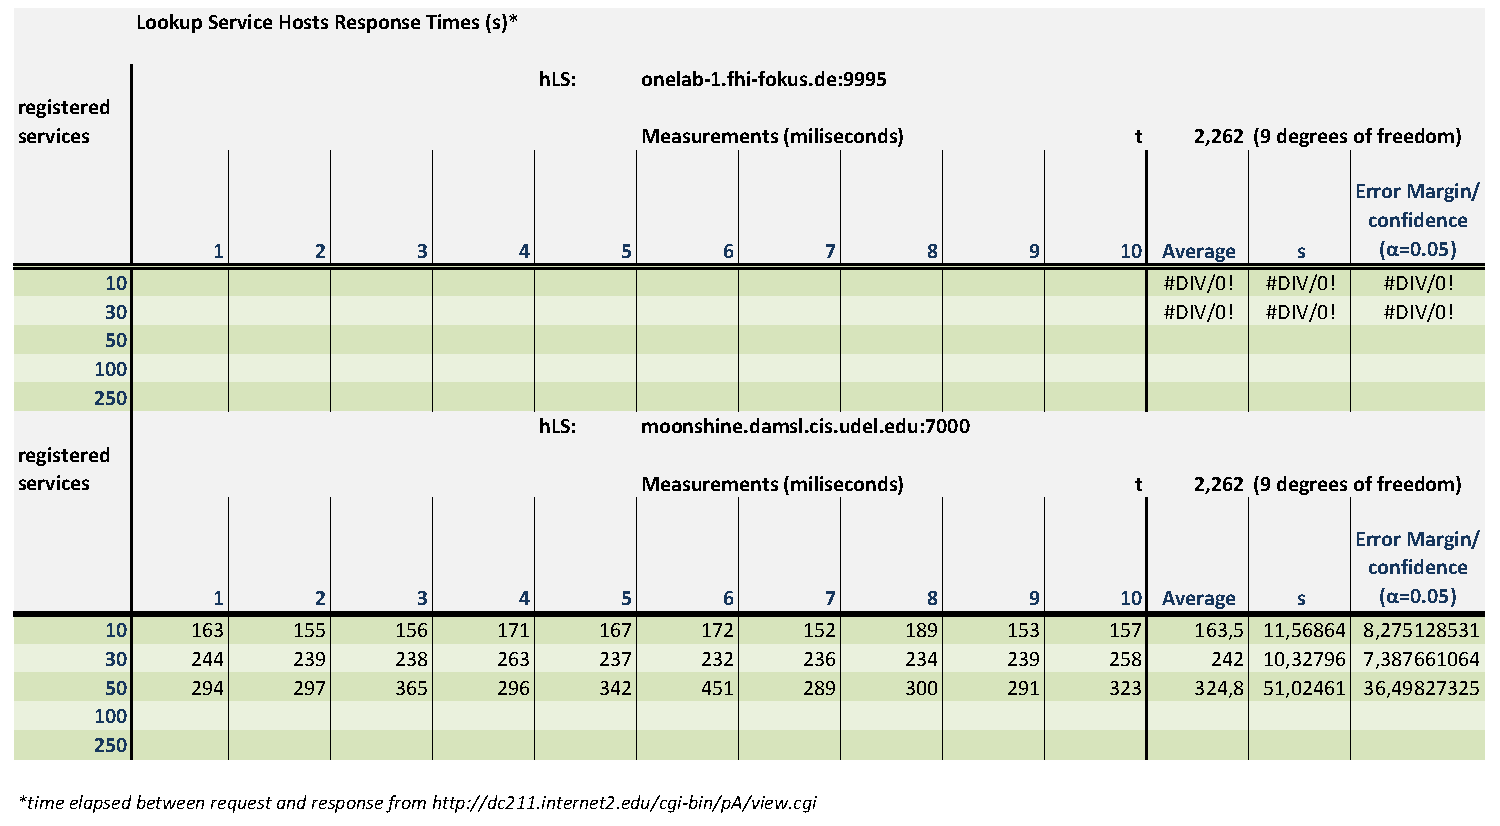 Lookup Service Hosts Response Times (s)*
hLS: onelab-1.fhi-fokus.de:9995
registered
services Measurements (miliseconds) t 2,262 (9 degrees of freedom)
Error Margin/
confidence
1 2 3 4 5 6 7 8 9 10 Average s (α=0.05)
10 #DIV/0! #DIV/0! #DIV/0!
30 #DIV/0! #DIV/0! #DIV/0!
50
100
250
hLS: moonshine.damsl.cis.udel.edu:7000
registered
services Measurements (miliseconds) t 2,262 (9 degrees of freedom)
Error Margin/
confidence
1 2 3 4 5 6 7 8 9 10 Average s (α=0.05)
10 163 155 156 171 167 172 152 189 153 157 163,5 11,56864 8,275128531
30 244 239 238 263 237 232 236 234 239 258 242 10,32796 7,387661064
50 294 297 365 296 342 451 289 300 291 323 324,8 51,02461 36,49827325
100
250
*time elapsed between request and response from http://dc211.internet2.edu/cgi-bin/pA/view.cgi